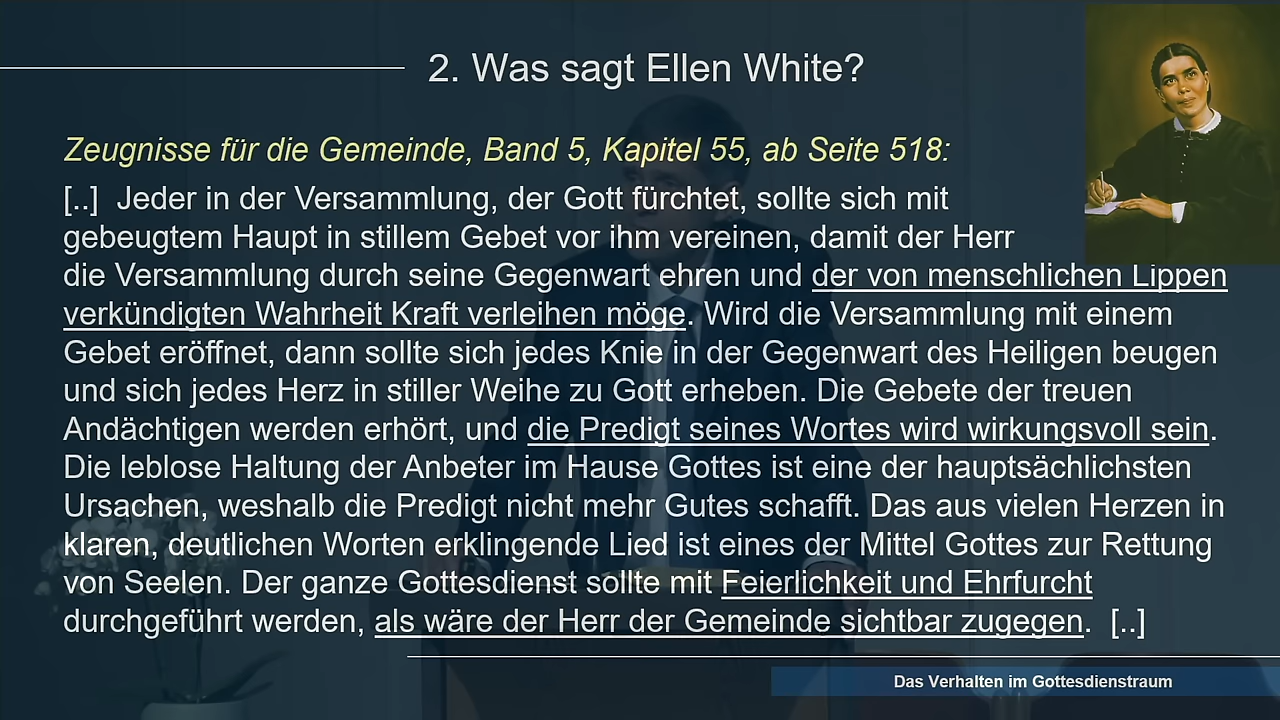 2. Was sagt Ellen White?
Zeugnisse für die Gemeinde, Band 5, Kapitel 55, ab Seite 518:
[..] Jeder in der Versammlung, der Gott fürchtet, sollte sich mit
gebeugtem Haupt in stillem Gebet vor ihm vereinen, damit der Herr
die Versammlung durch seine Gegenwart ehren und der von menschlichen Lippen
verkündigten Wahrheit Kraft verleihen möge. Wird die Versammlung mit einem
Gebet eröffnet, dann sollte sich jedes Knie in der Gegenwart des Heiligen beugen
und sich jedes Herz in stiller Weihe zu Gott erheben. Die Gebete der treuen
Andächtigen werden erhört, und die Predigt seines Wortes wird wirkungsvoll sein.
Die leblose Haltung der Anbeter im Hause Gottes ist eine der hauptsächlichsten
Ursachen, weshalb die Predigt nicht mehr Gutes schafft. Das aus vielen Herzen in
klaren, deutlichen Worten erklingende Lied ist eines der Mittel Gottes zur Rettung
von Seelen. Der ganze Gottesdienst sollte mit Feierlichkeit und Ehrfurcht
durchgeführt werden, als wäre der Herr der Gemeinde sichtbar zugegen. [..]
Das Verhalten im Gottesdienstraum